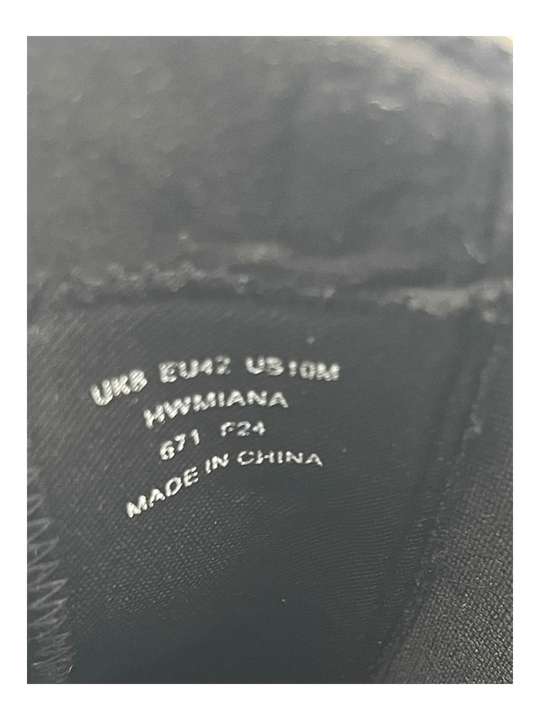 UK8 EU42 US10M
HWMIANA
671 F24
MADE IN CHINA